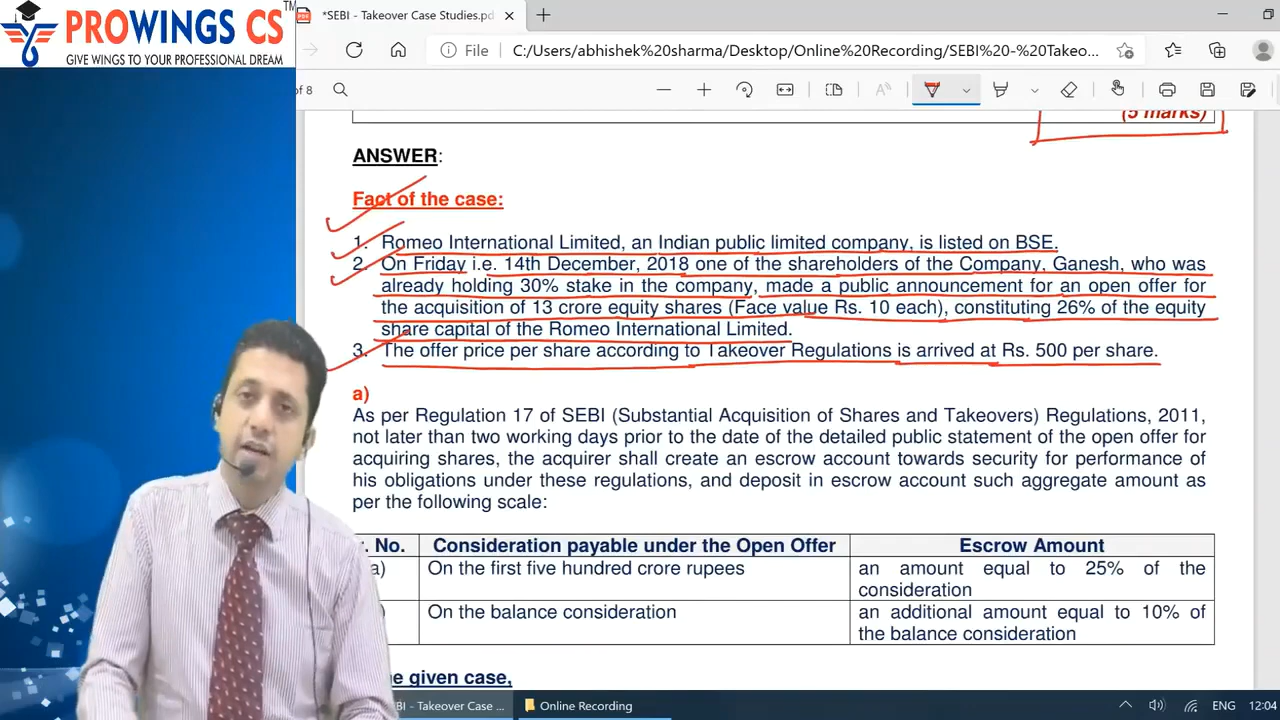 TM
PROWINGS CS
GIVE WINGS TO YOUR PROFESSIONAL DREAM
*SEBI - Takeover Case Studies.pd
File
C:/Users/abhishek%20sharma/Desktop/Online%20Recording/SEBI%20-%20Takeo...
of 8
(5 marks)
ANSWER:
Fact of the case:
1. Romeo International Limited, an Indian public limited company, is listed on BSE.
2. On Friday i.e. 14th December, 2018 one of the shareholders of the Company, Ganesh, who was
already holding 30% stake in the company, made a public announcement for an open offer for
the acquisition of 13 crore equity shares (Face value Rs. 10 each), constituting 26% of the equity
share capital of the Romeo International Limited.
3. The offer price per share according to Takeover Regulations is arrived at Rs. 500 per share.
a)
As per Regulation 17 of SEBI (Substantial Acquisition of Shares and Takeovers) Regulations, 2011,
not later than two working days prior to the date of the detailed public statement of the open offer for
acquiring shares, the acquirer shall create an escrow account towards security for performance of
his obligations under these regulations, and deposit in escrow account such aggregate amount as
per the following scale:
r. No. Consideration payable under the Open Offer Escrow Amount
a) On the first five hundred crore rupees an amount equal to 25% of the
consideration
) On the balance consideration an additional amount equal to 10% of
the balance consideration
e given case,
BI - Takeover Case ...
Online Recording
ENG
12:04